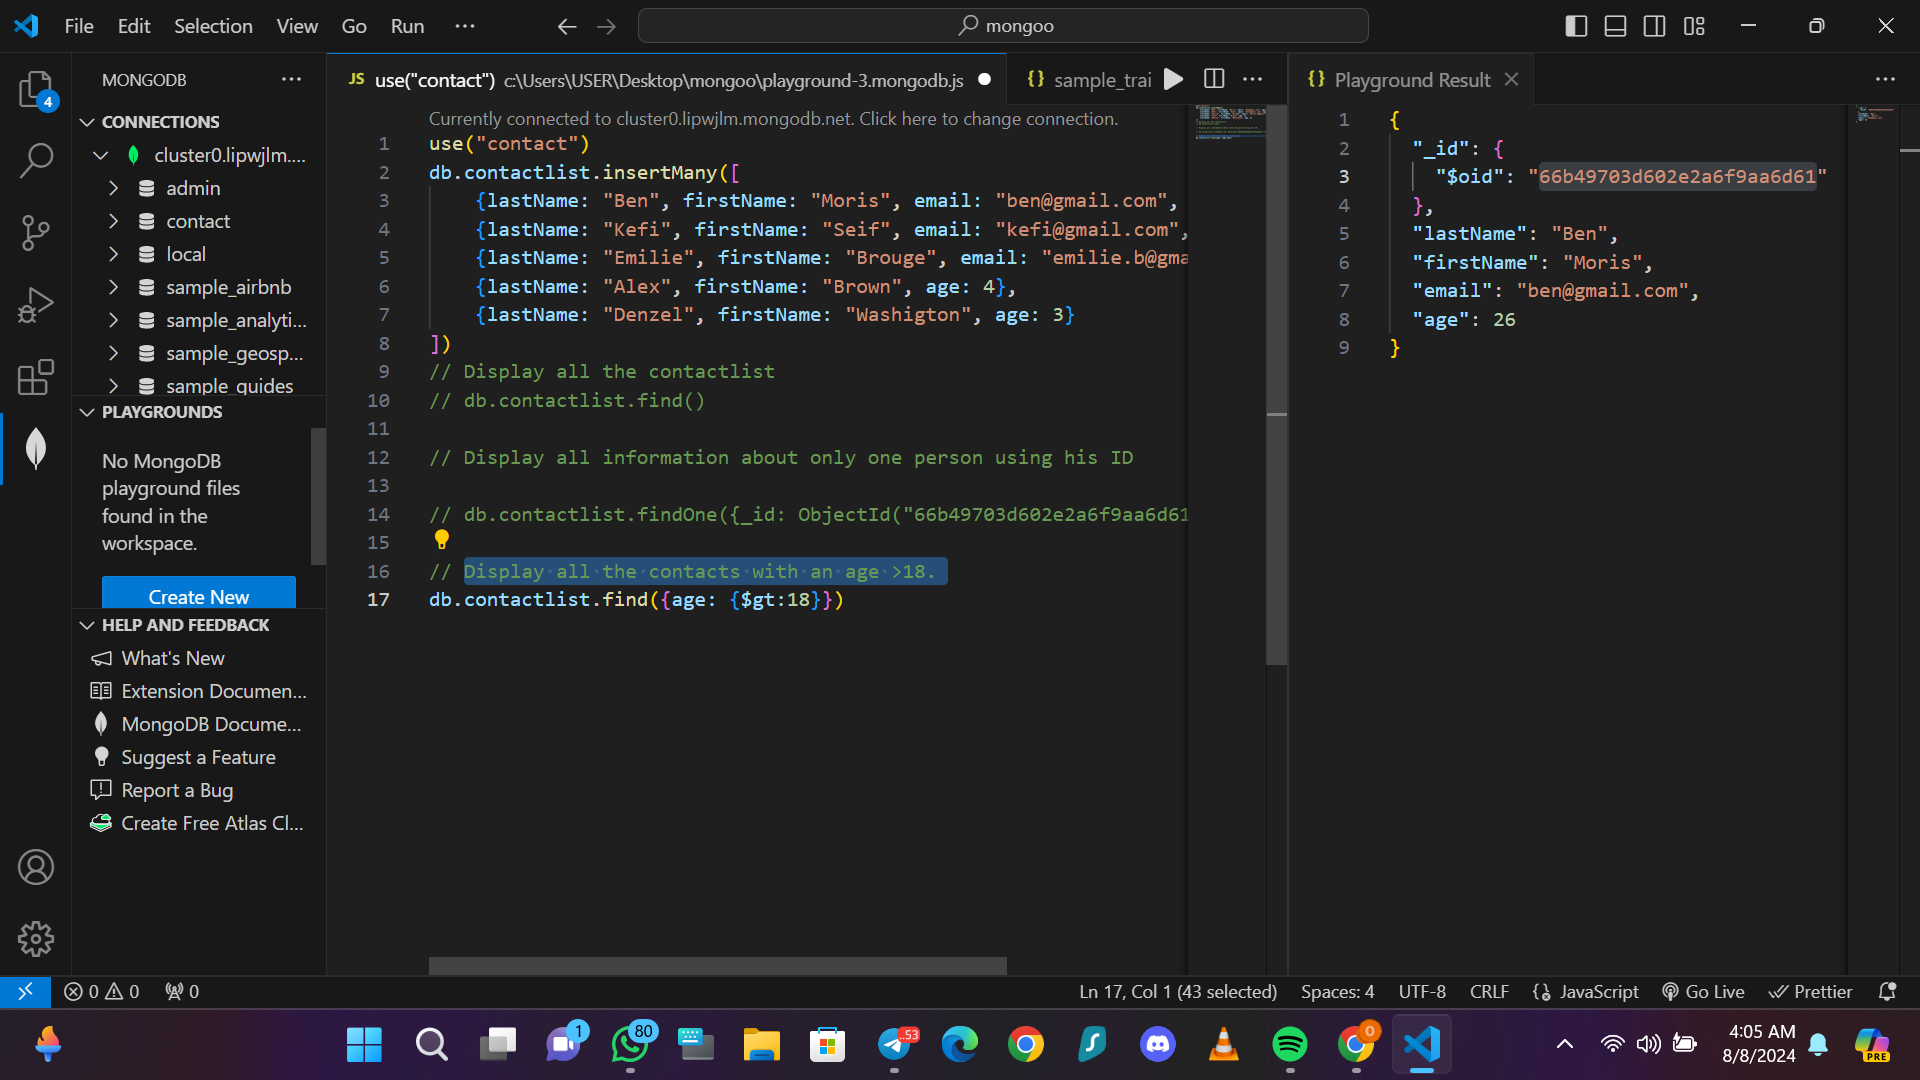 File Edit Selection View Go Run ···
mongoo
MONGODB
CONNECTIONS
cluster0.lipwjlm....
admin
contact
local
sample_airbnb
sample_analyti...
sample_geosp...
sample_guides
PLAYGROUNDS
No MongoDB
playground files
found in the
workspace.
Create New
HELP AND FEEDBACK
What's New
Extension Documen...
MongoDB Docume...
Suggest a Feature
Report a Bug
Create Free Atlas Cl...
4
JS use("contact") c:\Users\USER\Desktop\mongoo\playground-3.mongodb.js
{} sample_trai
Currently connected to cluster0.lipwjlm.mongodb.net. Click here to change connection.
1 use("contact")
2 db.contactlist.insertMany([
3 {lastName: "Ben", firstName: "Moris", email: "ben@gmail.com",
4 {lastName: "Kefi", firstName: "Seif", email: "kefi@gmail.com",
5 {lastName: "Emilie", firstName: "Brouge", email: "emilie.b@gma
6 {lastName: "Alex", firstName: "Brown", age: 4},
7 {lastName: "Denzel", firstName: "Washigton", age: 3}
8 ])
9 // Display all the contactlist
10 // db.contactlist.find()
11
12 // Display all information about only one person using his ID
13
14 // db.contactlist.findOne({_id: ObjectId("66b49703d602e2a6f9aa6d61
15
16 // Display all the contacts with an age >18.
17 db.contactlist.find({age: {$gt:18}})
{} Playground Result
1 {
2 "_id": {
3 "$oid": "66b49703d602e2a6f9aa6d61"
4 },
5 "lastName": "Ben",
6 "firstName": "Moris",
7 "email": "ben@gmail.com",
8 "age": 26
9 }
0 0 0
Ln 17, Col 1 (43 selected) Spaces: 4 UTF-8 CRLF {} JavaScript Go Live Prettier
1 80 ..53 0
PRE
4:05 AM
8/8/2024